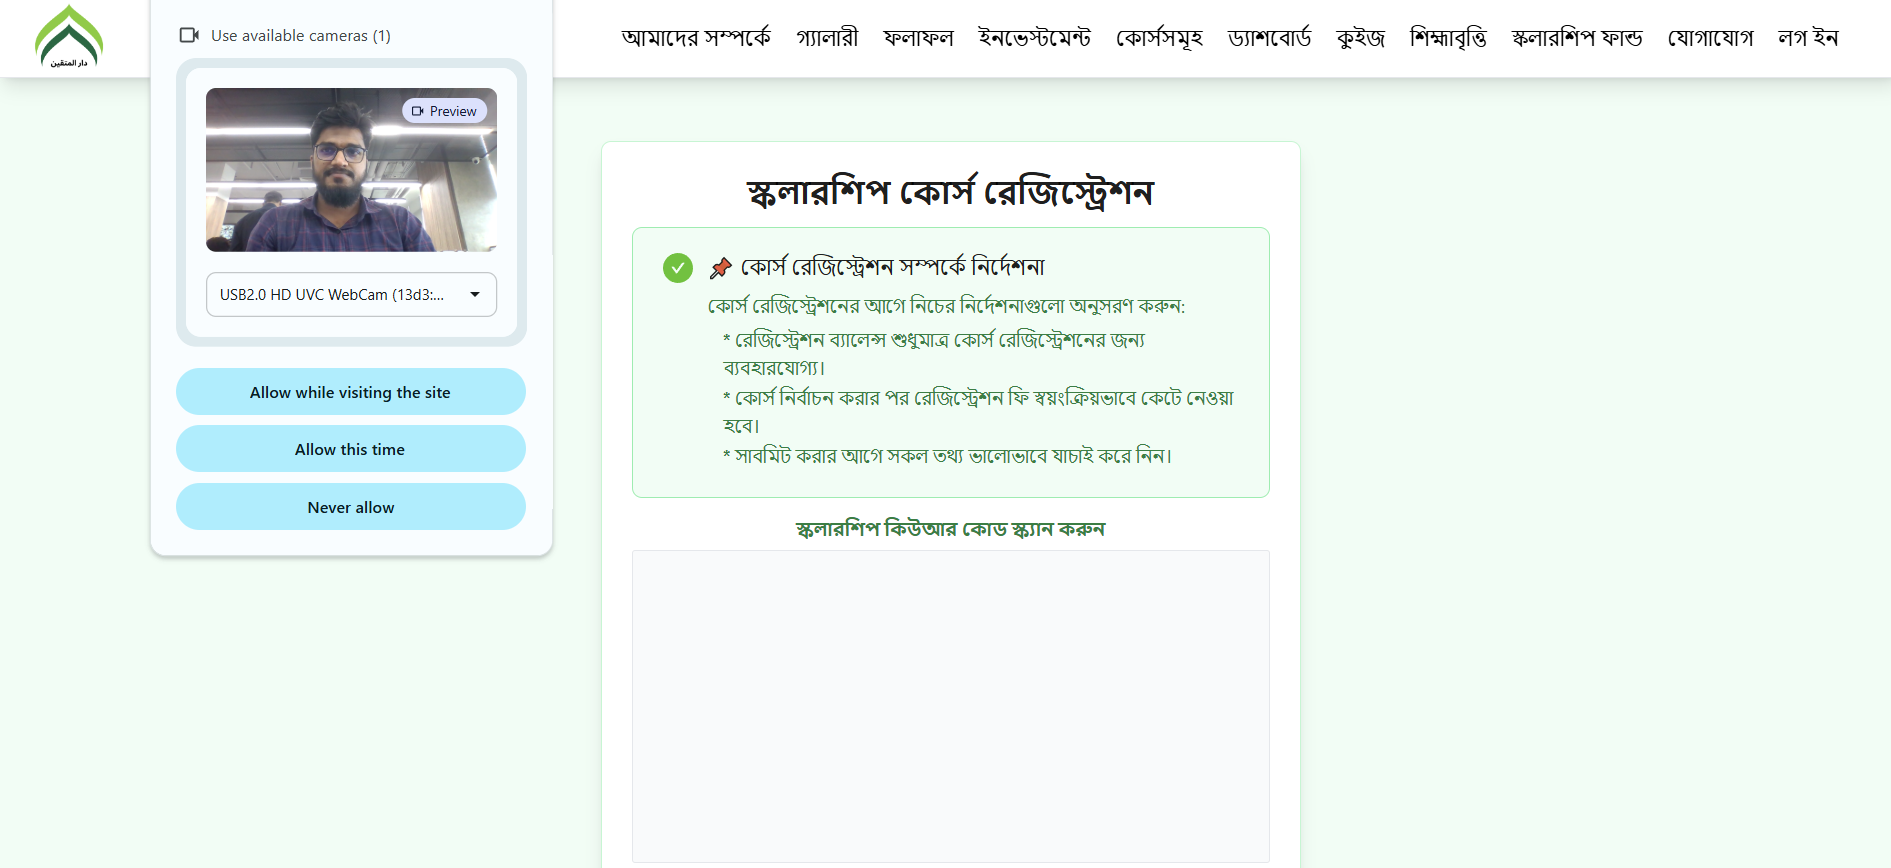 دار المتقين
Use available cameras (1)
Preview
USB2.0 HD UVC WebCam (13d3:...
Allow while visiting the site
Allow this time
Never allow
আমাদের সম্পর্কে গ্যালারী ফলাফল ইনভেস্টমেন্ট কোর্সসমূহ ড্যাশবোর্ড কুইজ শিক্ষাবৃত্তি স্কলারশিপ ফান্ড যোগাযোগ লগ ইন
স্কলারশিপ কোর্স রেজিস্ট্রেশন
📌 কোর্স রেজিস্ট্রেশন সম্পর্কে নির্দেশনা
কোর্স রেজিস্ট্রেশনের আগে নিচের নির্দেশনাগুলো অনুসরণ করুন:
* রেজিস্ট্রেশন ব্যালেন্স শুধুমাত্র কোর্স রেজিস্ট্রেশনের জন্য
ব্যবহারযোগ্য।
* কোর্স নির্বাচন করার পর রেজিস্ট্রেশন ফি স্বয়ংক্রিয়ভাবে কেটে নেওয়া
হবে।
* সাবমিট করার আগে সকল তথ্য ভালোভাবে যাচাই করে নিন।
স্কলারশিপ কিউআর কোড স্ক্যান করুন